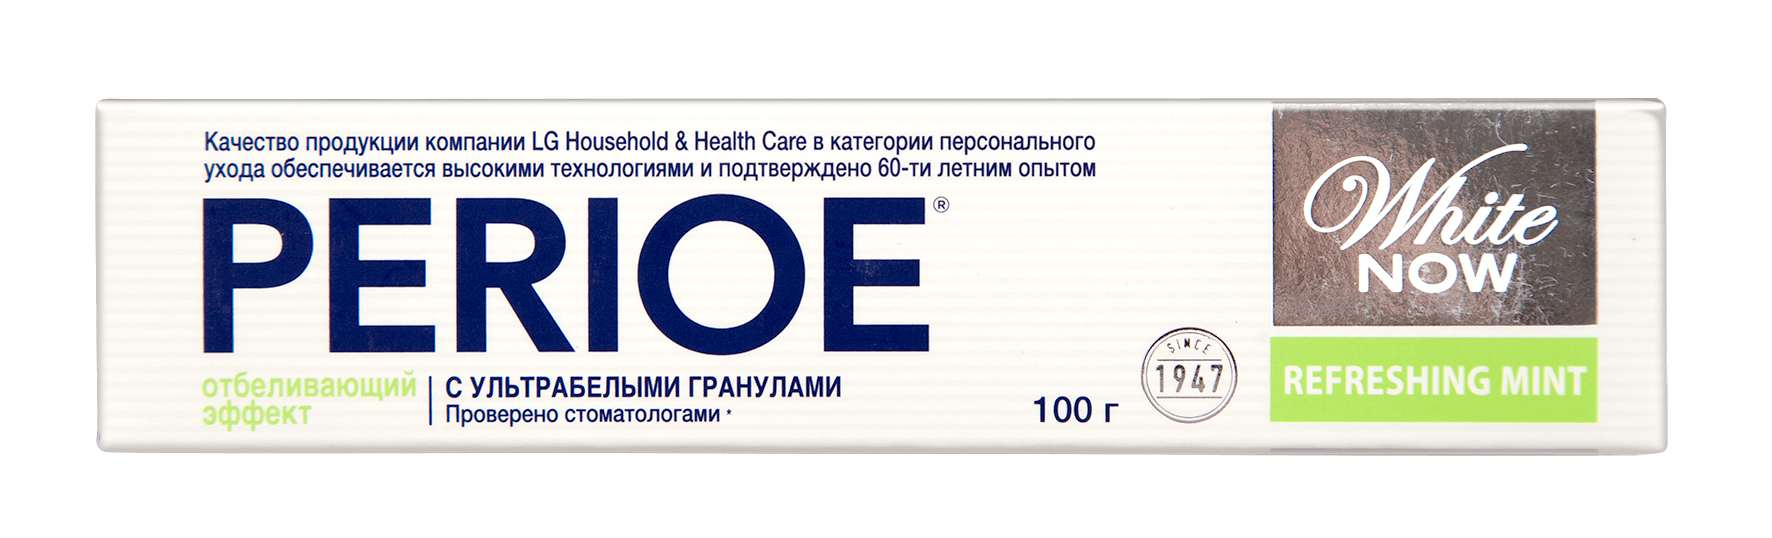 Качество продукции компании LG Household & Health Care в категории персонального
ухода обеспечивается высокими технологиями и подтверждено 60-ти летним опытом
PERIOE®
отбеливающий
эффект
С УЛЬТРАБЕЛЫМИ ГРАНУЛАМИ
Проверено стоматологами *
100 г
SINCE
1947
White
NOW
REFRESHING MINT